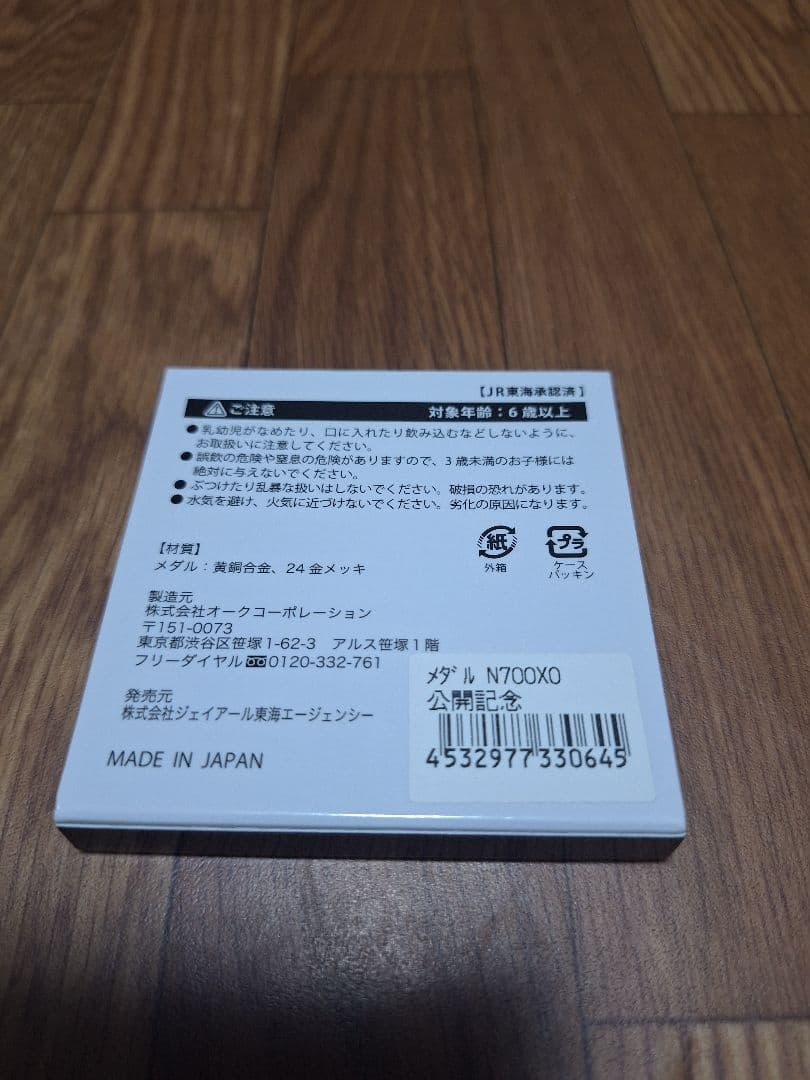 【JR東海承認済】
ご注意 対象年齢：6歳以上
●乳幼児がなめたり、口に入れたり飲み込むなどしないように、
お取扱いに注意してください。
●誤飲の危険や窒息の危険がありますので、3歳未満のお子様には
絶対に与えないでください。
●ぶつけたり乱暴な扱いはしないでください。破損の恐れがあります。
●水気を避け、火気に近づけないでください。劣化の原因になります。
紙 プラ
外箱 ケース
パッキン
【材質】
メダル：黄銅合金、24金メッキ
製造元
株式会社オークコーポレーション
〒151-0073
東京都渋谷区笹塚1-62-3 アルス笹塚1階
フリーダイヤル 0120-332-761
発売元
株式会社ジェイアール東海エージェンシー
MADE IN JAPAN
ﾒﾀﾞﾙ N700X0
公開記念
4532977330645